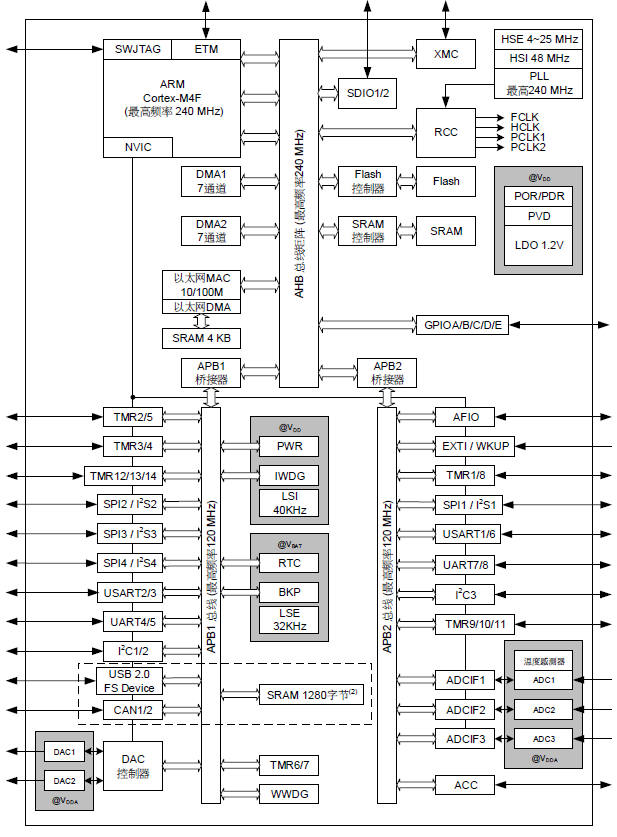 SWJTAG
ETM
ARM
Cortex-M4F
(最高频率 240 MHz)
NVIC
XMC
SDIO1/2
HSE 4~25 MHz
HSI 48 MHz
PLL
最高240 MHz
RCC
FCLK
HCLK
PCLK1
PCLK2
AHB 总线矩阵 (最高频率240 MHz)
DMA1
7通道
Flash
控制器
Flash
@VDD
POR/PDR
PVD
LDO 1.2V
DMA2
7通道
SRAM
控制器
SRAM
以太网MAC
10/100M
以太网DMA
SRAM 4 KB
GPIOA/B/C/D/E
APB1
桥接器
APB2
桥接器
TMR2/5
TMR3/4
TMR12/13/14
SPI2 / I²S2
SPI3 / I²S3
SPI4 / I²S4
USART2/3
UART4/5
I²C1/2
USB 2.0
FS Device
CAN1/2
DAC1
DAC2
@VDDA
DAC
控制器
APB1 总线 (最高频率120 MHz)
@VDD
PWR
IWDG
LSI
40KHz
@VBAT
RTC
BKP
LSE
32KHz
SRAM 1280字节(2)
TMR6/7
WWDG
APB2 总线 (最高频率120 MHz)
AFIO
EXTI / WKUP
TMR1/8
SPI1 / I²S1
USART1/6
UART7/8
I²C3
TMR9/10/11
ADCIF1
ADCIF2
ADCIF3
温度感测器
ADC1
ADC2
ADC3
@VDDA
ACC